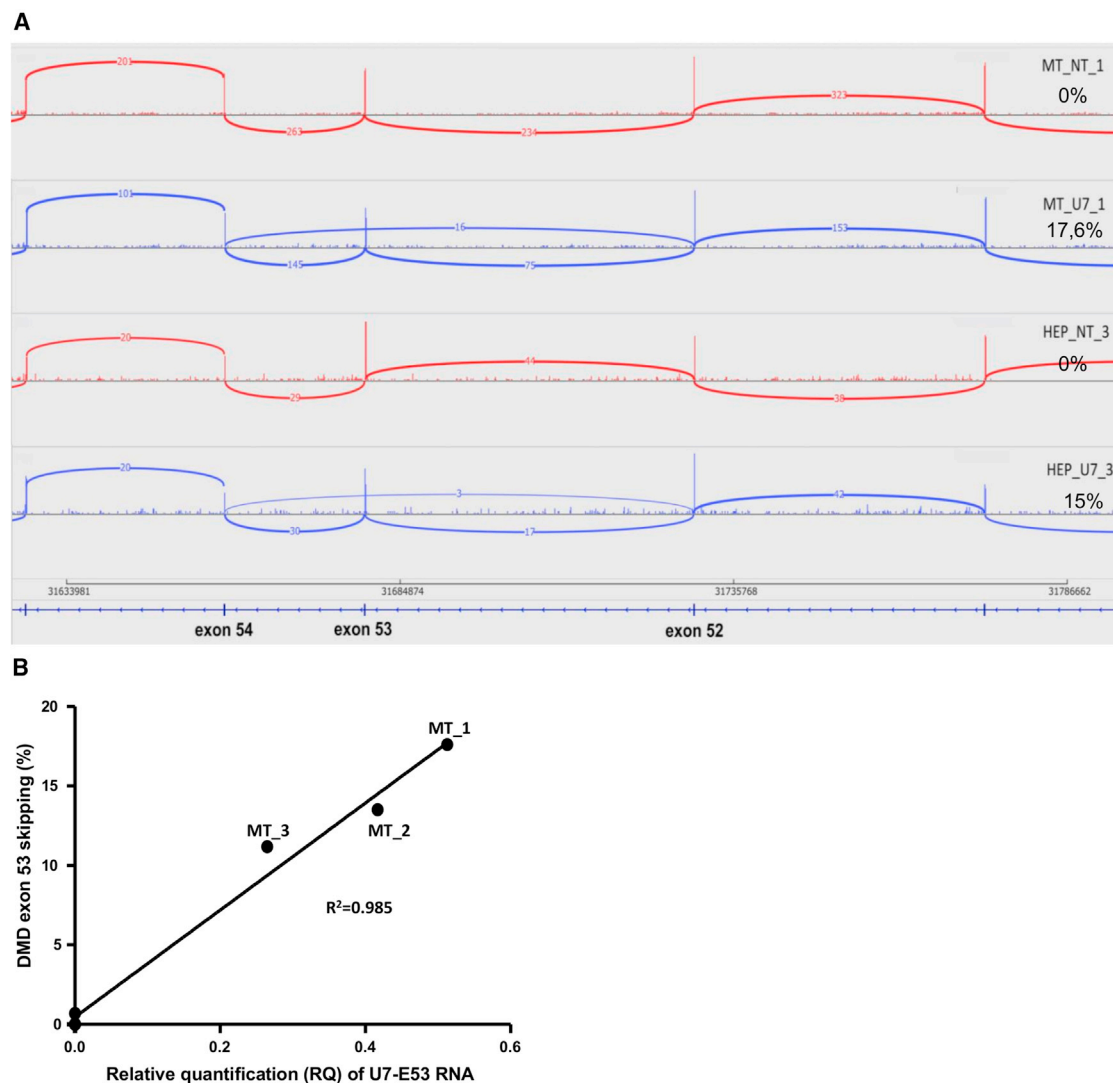 A
201 263 234 323 MT_NT_1
0%
101 145 16 75 153 MT_U7_1
17,6%
20 29 44 38 HEP_NT_3
0%
20 30 3 17 42 HEP_U7_3
15%
31633981 31684874 31735768 31786662
exon 54 exon 53 exon 52
B
DMD exon 53 skipping (%)
20
15
10
5
0
MT_1
MT_3 MT_2
R²=0.985
0.0 0.2 0.4 0.6
Relative quantification (RQ) of U7-E53 RNA